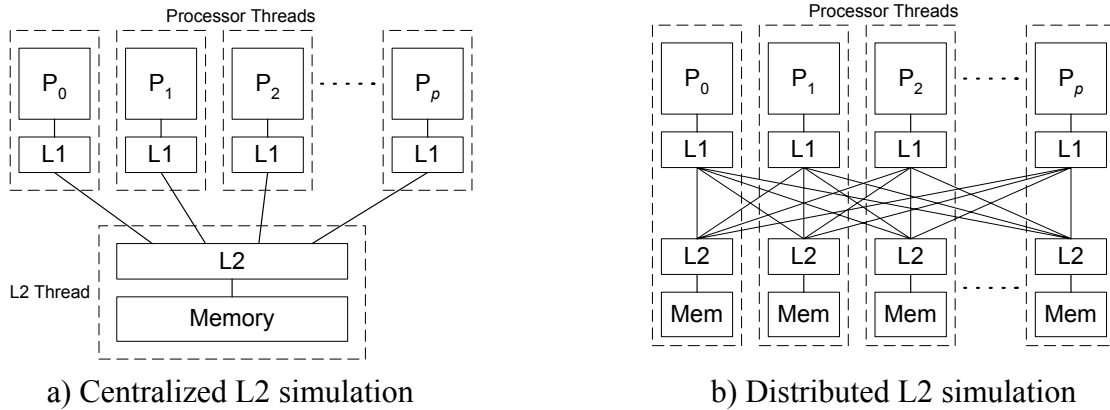 Processor Threads
P0 P1 P2 Pp
L1 L1 L1 L1
L2
L2 Thread
Memory
a) Centralized L2 simulation
Processor Threads
P0 P1 P2 Pp
L1 L1 L1 L1
L2 L2 L2 L2
Mem Mem Mem Mem
b) Distributed L2 simulation